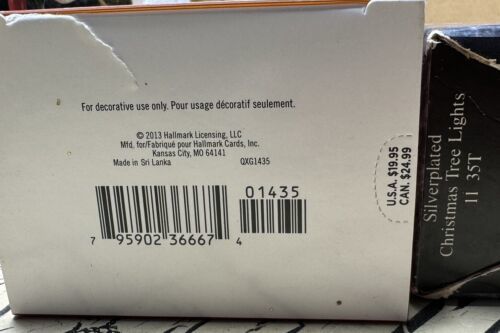 For decorative use only. Pour usage décoratif seulement.
© 2013 Hallmark Licensing, LLC
Mfd. for/Fabriqué pour Hallmark Cards, Inc.
Kansas City, MO 64141
Made in Sri Lanka QXG1435
01435
7 95902 36667 4
U.S.A. $19.95
CAN. $24.99
Silverplated
Christmas Tree Lights
11 35T